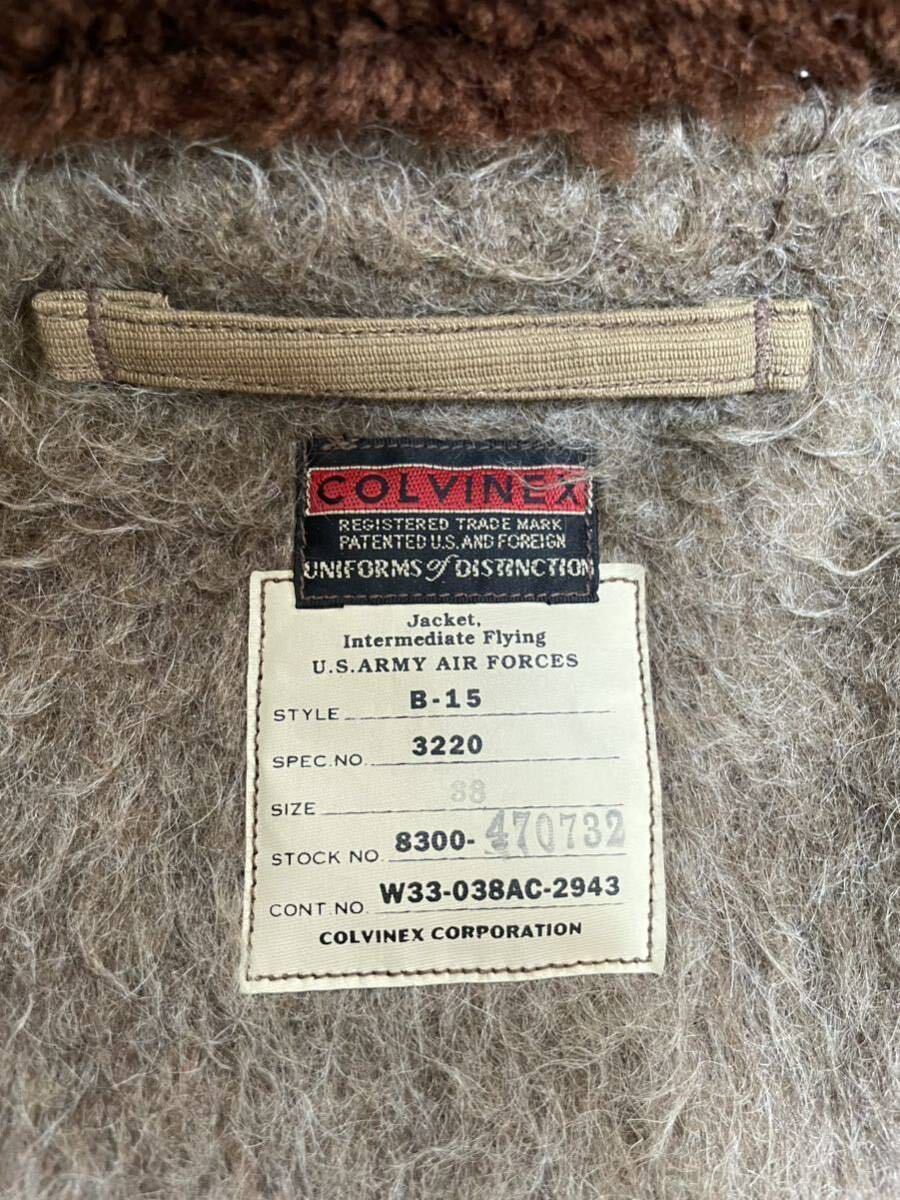 COLVINEX
REGISTERED TRADE MARK
PATENTED U.S. AND FOREIGN
UNIFORMS of DISTINCTION
Jacket,
Intermediate Flying
U.S. ARMY AIR FORCES
STYLE B-15
SPEC. NO. 3220
SIZE 38
STOCK NO. 8300-470732
CONT. NO. W33-038AC-2943
COLVINEX CORPORATION